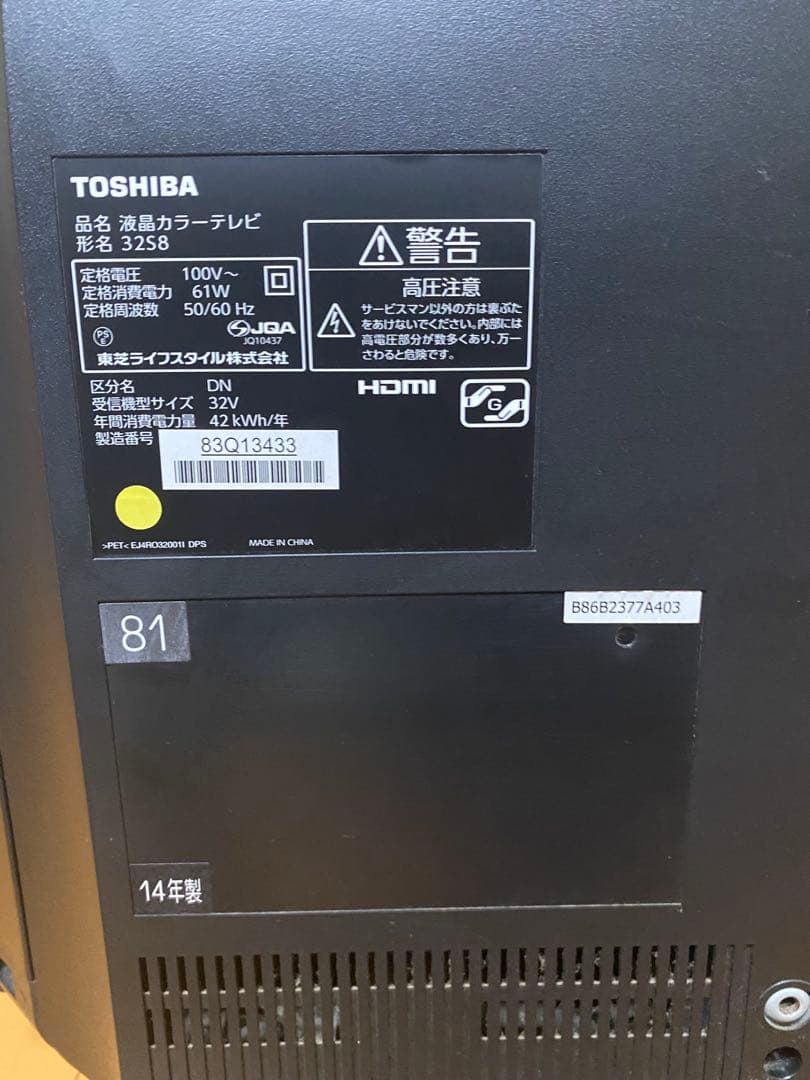 TOSHIBA
品名 液晶カラーテレビ
形名 32S8
定格電圧 100V～
定格消費電力 61W
定格周波数 50/60 Hz
PS
E
JQA
JQ10437
東芝ライフスタイル株式会社
警告
高圧注意
サービスマン以外の方は裏ぶた
をあけないでください。内部には
高電圧部分が数多くあり、万一
さわると危険です。
区分名 DN
受信機型サイズ 32V
年間消費電力量 42 kWh/年
製造番号
83Q13433
HDMI
G
>PET< EJ4RO32001I DPS MADE IN CHINA
81
B86B2377A403
14年製